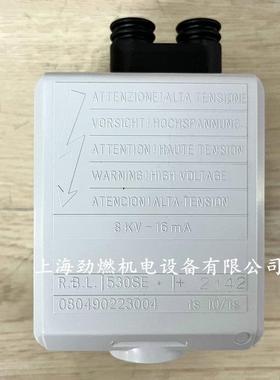 ATTENZIONE!ALTA TENSIONE
VORSICHT!HOCHSPANNUNG
ATTENTION!HAUTE TENSION
WARNING!HIGH VOLTAGE
ATENCION!ALTA TENSION
8 KV - 16 mA
上海劲燃机电设备有限公司
R.B.L. 530SE
080490223004